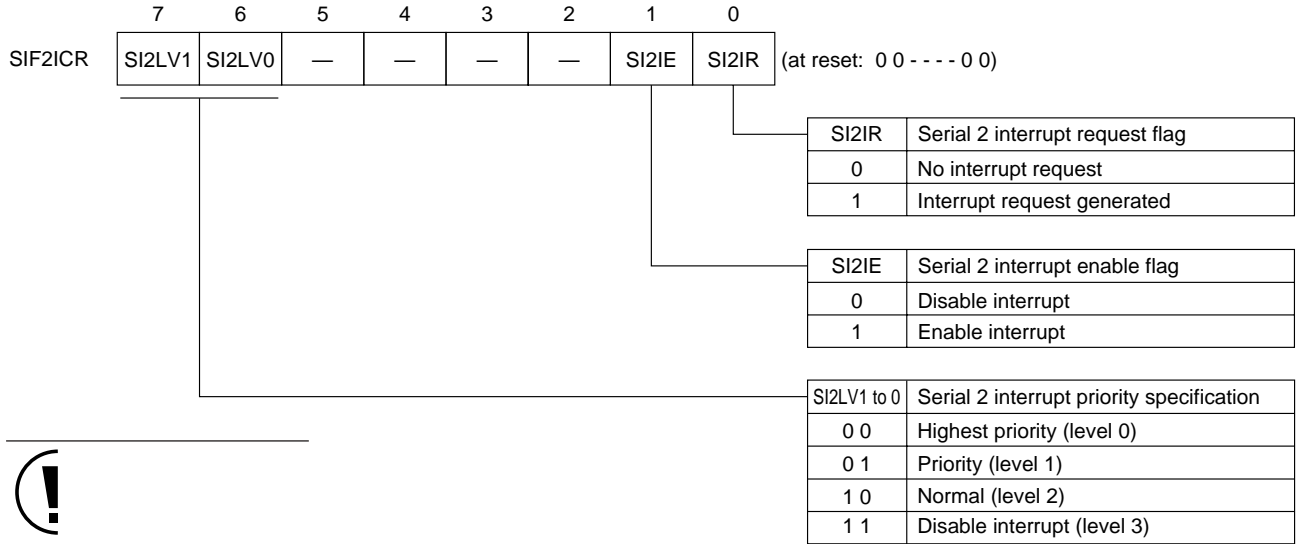 7 6 5 4 3 2 1 0
SIF2ICR SI2LV1 SI2LV0 — — — — SI2IE SI2IR (at reset: 0 0 - - - - 0 0)
SI2IR Serial 2 interrupt request flag
0 No interrupt request
1 Interrupt request generated
SI2IE Serial 2 interrupt enable flag
0 Disable interrupt
1 Enable interrupt
SI2LV1 to 0 Serial 2 interrupt priority specification
0 0 Highest priority (level 0)
0 1 Priority (level 1)
1 0 Normal (level 2)
1 1 Disable interrupt (level 3)